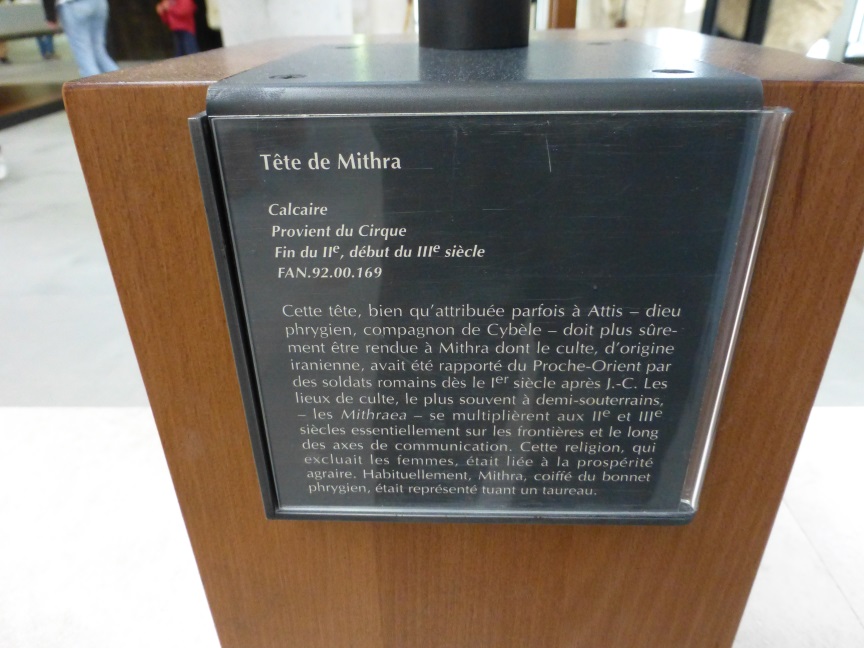 Tête de Mithra
Calcaire
Provient du Cirque
Fin du IIe, début du IIIe siècle
FAN.92.00.169
Cette tête, bien qu'attribuée parfois à Attis – dieu
phrygien, compagnon de Cybèle – doit plus sûre-
ment être rendue à Mithra dont le culte, d'origine
iranienne, avait été rapporté du Proche-Orient par
des soldats romains dès le Ier siècle après J.-C. Les
lieux de culte, le plus souvent à demi-souterrains,
– les Mithraea – se multiplièrent aux IIe et IIIe
siècles essentiellement sur les frontières et le long
des axes de communication. Cette religion, qui
excluait les femmes, était liée à la prospérité
agraire. Habituellement, Mithra, coiffé du bonnet
phrygien, était représenté tuant un taureau.